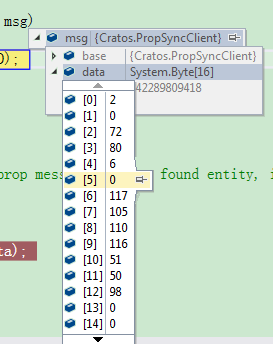 msg)
msg {Cratos.PropSyncClient}
0);
base {Cratos.PropSyncClient}
data System.Byte[16]
42289809418
[0] 2
[1] 0
[2] 72
[3] 80
[4] 6
prop mess
[5] 0
found entity, i
[6] 117
[7] 105
[8] 110
[9] 116
[10] 51
ta);
[11] 50
[12] 98
[13] 0
[14] 0